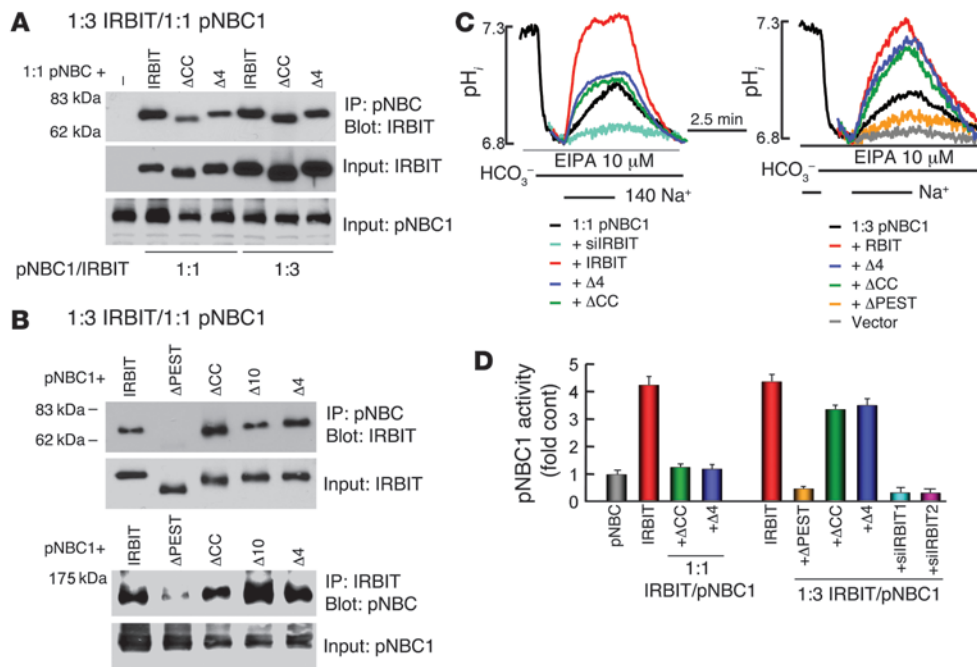 A
1:3 IRBIT/1:1 pNBC1
1:1 pNBC +
–
IRBIT
ΔCC
Δ4
IRBIT
ΔCC
Δ4
83 kDa
62 kDa
IP: pNBC
Blot: IRBIT
Input: IRBIT
Input: pNBC1
pNBC1/IRBIT
1:1
1:3
B
1:3 IRBIT/1:1 pNBC1
pNBC1+
IRBIT
ΔPEST
ΔCC
Δ10
Δ4
83 kDa –
62 kDa –
IP: pNBC
Blot: IRBIT
Input: IRBIT
pNBC1+
IRBIT
ΔPEST
ΔCC
Δ10
Δ4
175 kDa
IP: IRBIT
Blot: pNBC
Input: pNBC1
C
7.3
pHi
6.8
EIPA 10 μM
HCO3–
140 Na+
2.5 min
1:1 pNBC1
+ siIRBIT
+ IRBIT
+ Δ4
+ ΔCC
7.3
pHi
6.8
EIPA 10 μM
HCO3–
Na+
1:3 pNBC1
+ RBIT
+ Δ4
+ ΔCC
+ ΔPEST
Vector
D
pNBC1 activity
(fold cont)
5
4
3
2
1
0
pNBC
IRBIT
+ΔCC
+Δ4
IRBIT
+ΔPEST
+ΔCC
+Δ4
+siIRBIT1
+siIRBIT2
1:1
IRBIT/pNBC1
1:3 IRBIT/pNBC1